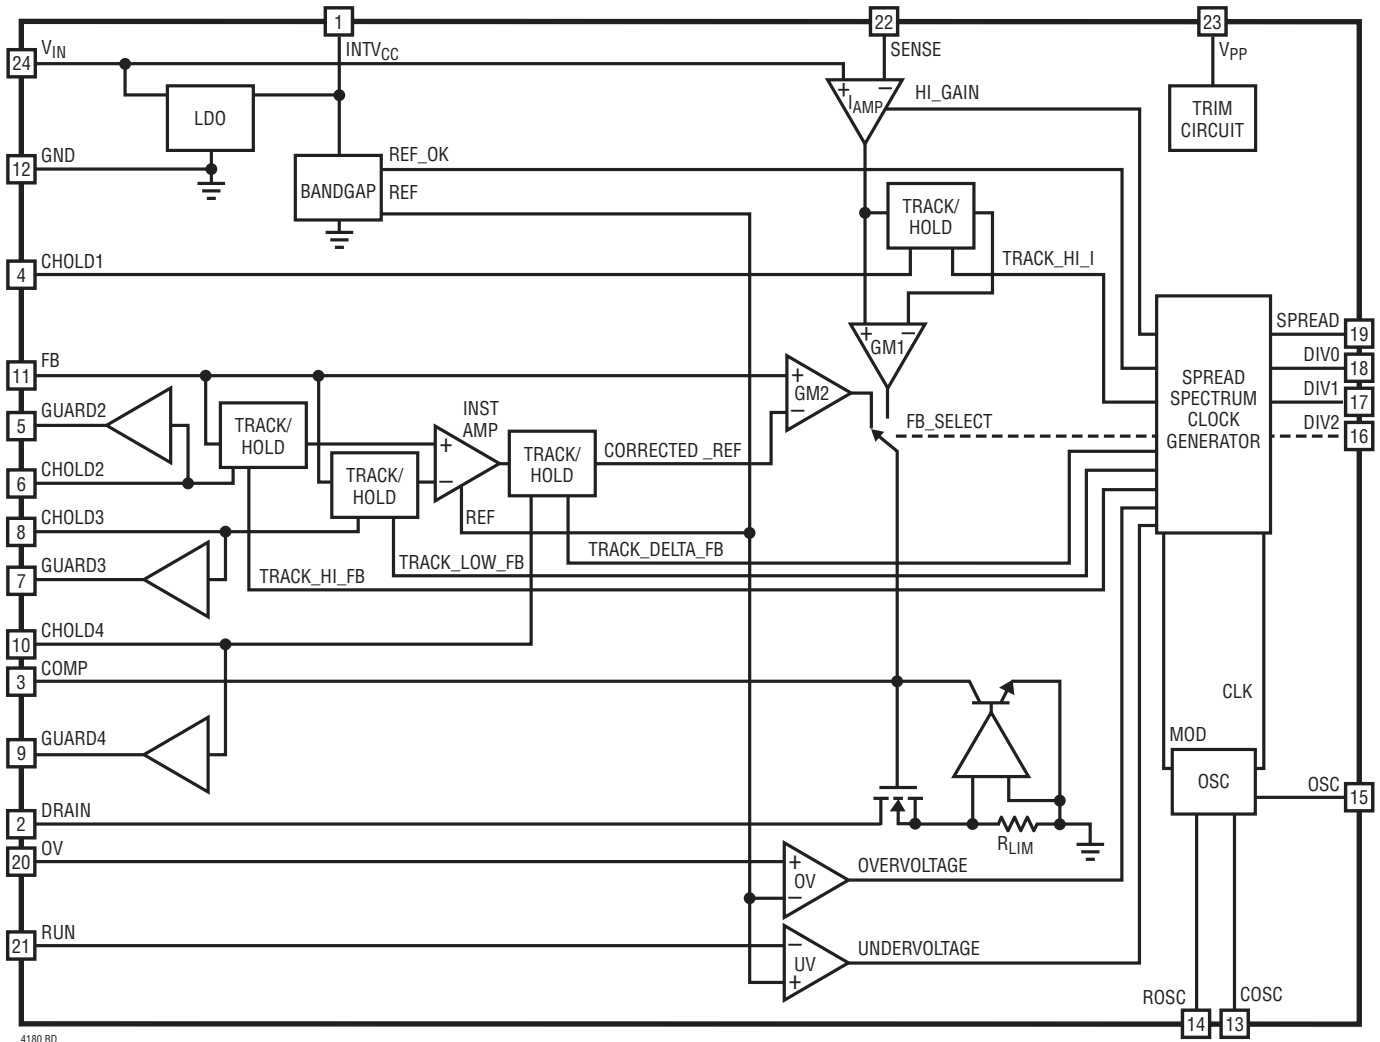 1
22
23
24
VIN
INTVCC
SENSE
VPP
LDO
+
−
IAMP
HI_GAIN
TRIM
CIRCUIT
12
GND
BANDGAP
REF_OK
REF
TRACK/
HOLD
4
CHOLD1
TRACK_HI_I
+
−
GM1
SPREAD
19
DIV0
18
DIV1
17
DIV2
16
SPREAD
SPECTRUM
CLOCK
GENERATOR
11
FB
+
GM2
−
5
GUARD2
TRACK/
HOLD
INST
AMP
+
−
FB_SELECT
TRACK/
HOLD
CORRECTED _REF
6
CHOLD2
TRACK/
HOLD
8
CHOLD3
REF
7
GUARD3
TRACK_HI_FB
TRACK_LOW_FB
TRACK_DELTA_FB
10
CHOLD4
3
COMP
CLK
9
GUARD4
MOD
OSC
OSC
15
2
DRAIN
RLIM
20
OV
+
OV
−
OVERVOLTAGE
21
RUN
−
UV
+
UNDERVOLTAGE
ROSC
COSC
14
13
4180 BD